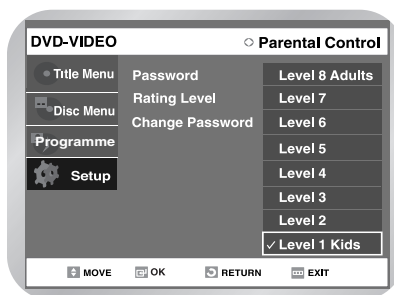 DVD-VIDEO
Parental Control
Title Menu
Disc Menu
Programme
Setup
Password
Rating Level
Change Password
Level 8 Adults
Level 7
Level 6
Level 5
Level 4
Level 3
Level 2
✓ Level 1 Kids
MOVE OK RETURN EXIT